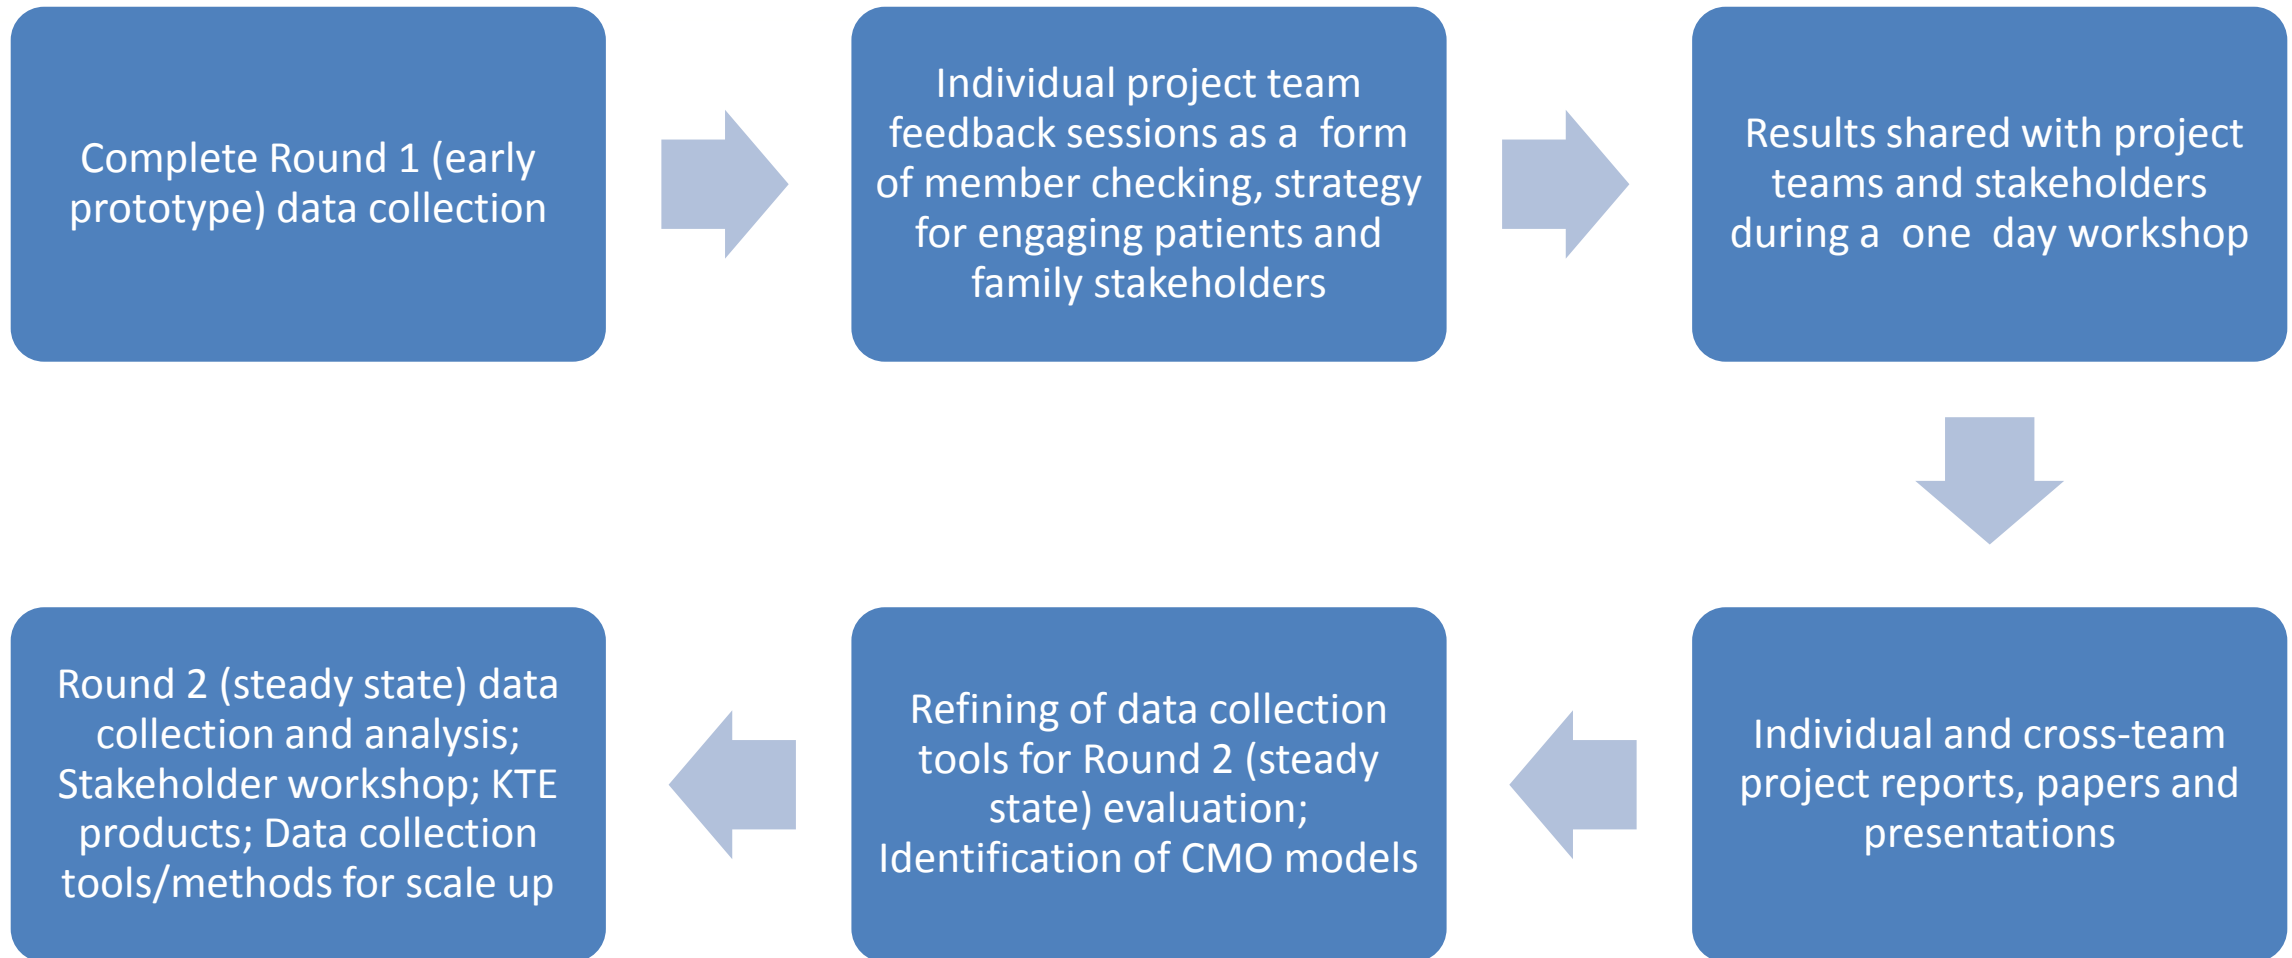 Complete Round 1 (early
prototype) data collection
Individual project team
feedback sessions as a form
of member checking, strategy
for engaging patients and
family stakeholders
Results shared with project
teams and stakeholders
during a one day workshop
Individual and cross-team
project reports, papers and
presentations
Refining of data collection
tools for Round 2 (steady
state) evaluation;
Identification of CMO models
Round 2 (steady state) data
collection and analysis;
Stakeholder workshop; KTE
products; Data collection
tools/methods for scale up